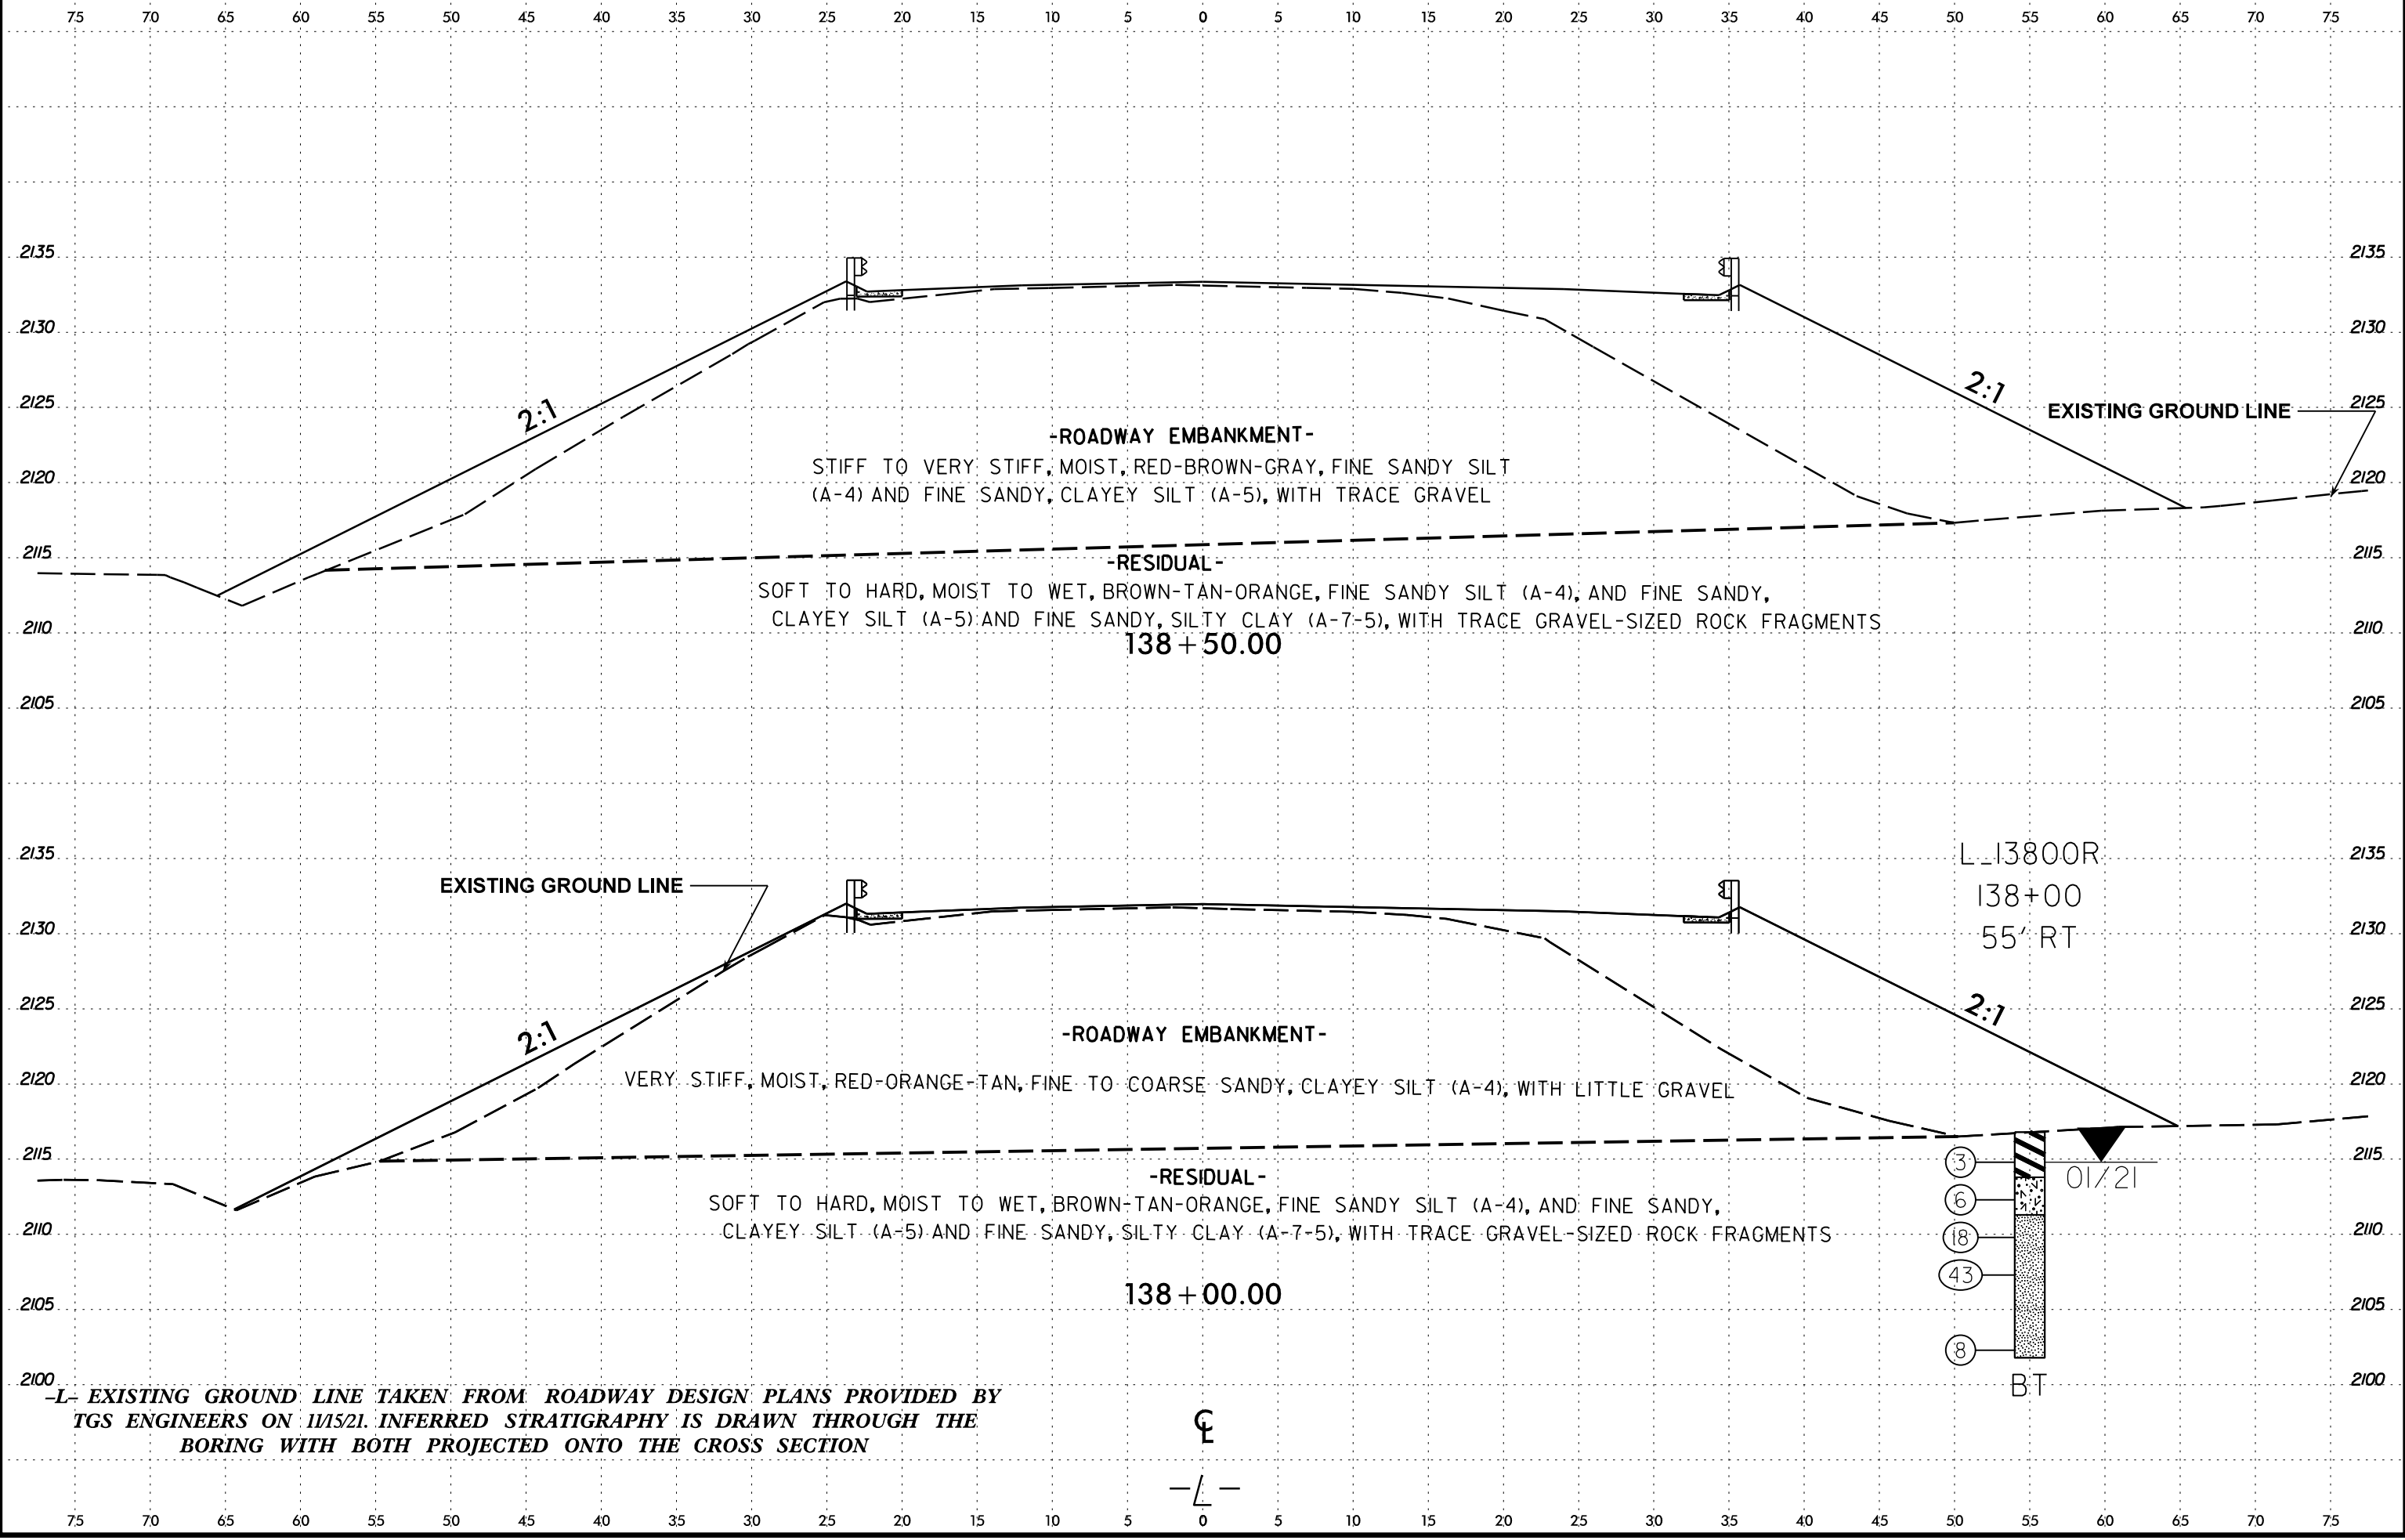 75 70 65 60 55 50 45 40 35 30 25 20 15 10 5 0 5 10 15 20 25 30 35 40 45 50 55 60 65 70 75
2135 2135
2130 2130
2:1 2:1
2125 EXISTING GROUND LINE 2125
-ROADWAY EMBANKMENT-
STIFF TO VERY STIFF, MOIST, RED-BROWN-GRAY, FINE SANDY SILT
2120 2120
(A-4) AND FINE SANDY, CLAYEY SILT (A-5), WITH TRACE GRAVEL
2115 2115
-RESIDUAL-
SOFT TO HARD, MOIST TO WET, BROWN-TAN-ORANGE, FINE SANDY SILT (A-4), AND FINE SANDY,
CLAYEY SILT (A-5) AND FINE SANDY, SILTY CLAY (A-7-5), WITH TRACE GRAVEL-SIZED ROCK FRAGMENTS
2110 2110
138+50.00
2105 2105
2135 2135
L_13800R
138+00
55' RT
EXISTING GROUND LINE
2130 2130
2125 2125
2:1 2:1
-ROADWAY EMBANKMENT-
2120 2120
VERY STIFF, MOIST, RED-ORANGE-TAN, FINE TO COARSE SANDY, CLAYEY SILT (A-4), WITH LITTLE GRAVEL
2115 3 2115
-RESIDUAL- 01/21
6
SOFT TO HARD, MOIST TO WET, BROWN-TAN-ORANGE, FINE SANDY SILT (A-4), AND FINE SANDY,
2110 2110
CLAYEY SILT (A-5) AND FINE SANDY, SILTY CLAY (A-7-5), WITH TRACE GRAVEL-SIZED ROCK FRAGMENTS
18
43
138+00.00
2105 2105
8
2100 BT 2100
-L- EXISTING GROUND LINE TAKEN FROM ROADWAY DESIGN PLANS PROVIDED BY
TGS ENGINEERS ON 11/15/21. INFERRED STRATIGRAPHY IS DRAWN THROUGH THE
BORING WITH BOTH PROJECTED ONTO THE CROSS SECTION
℄
-L-
75 70 65 60 55 50 45 40 35 30 25 20 15 10 5 0 5 10 15 20 25 30 35 40 45 50 55 60 65 70 75